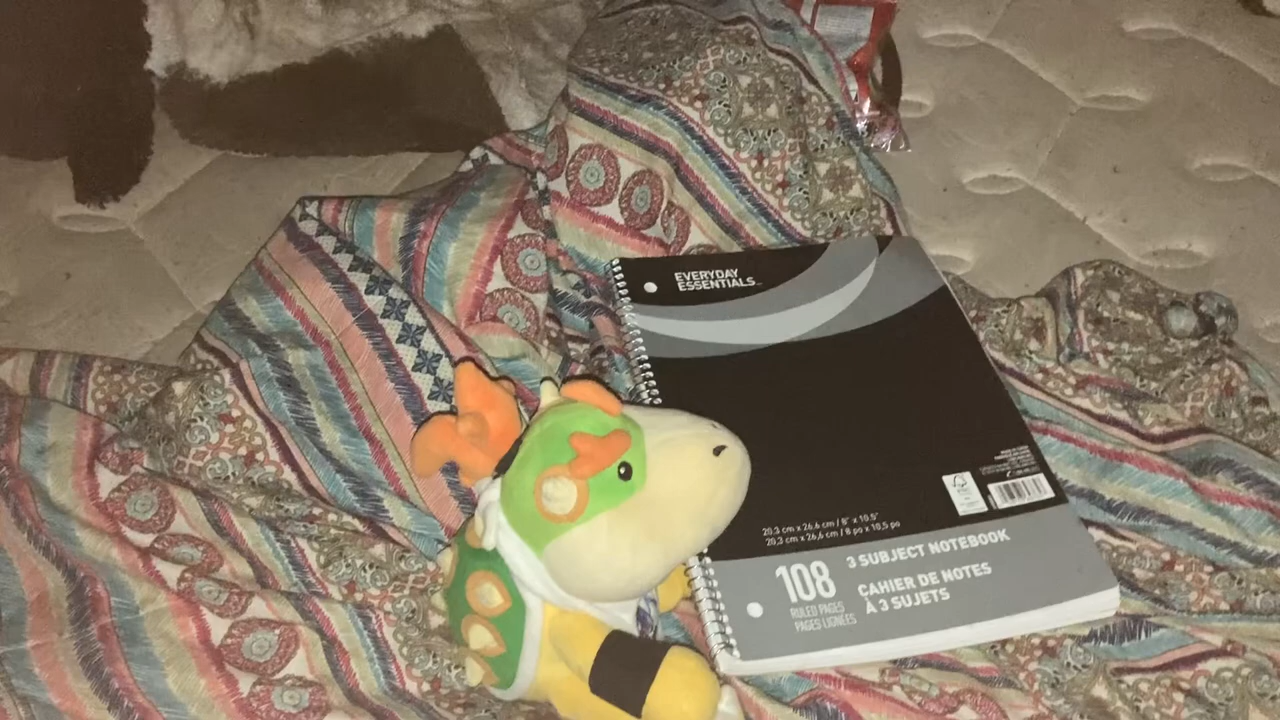 EVERYDAY
ESSENTIALS
20.3 cm x 26.6 cm / 8" x 10.5"
20,3 cm x 26,6 cm / 8 po x 10,5 po
3 SUBJECT NOTEBOOK
108
CAHIER DE NOTES
À 3 SUJETS
RULED PAGES
PAGES LIGNÉES